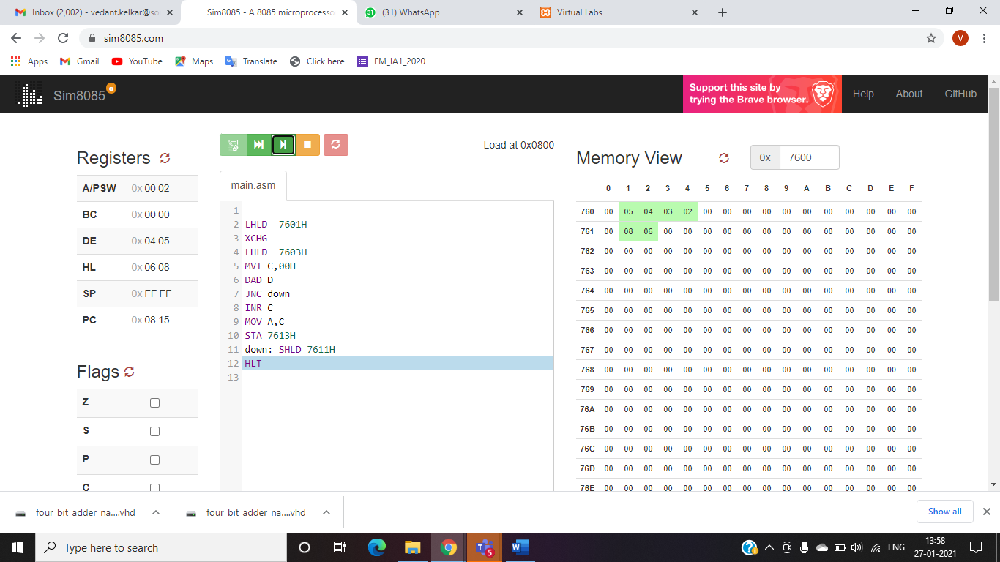 Inbox (2,002) - vedant.kelkar@so
Sim8085 - A 8085 microprocesso
31 (31) WhatsApp
Virtual Labs
sim8085.com
V
Apps Gmail YouTube Maps Translate Click here EM_IA1_2020
Sim8085 α
Support this site by
trying the Brave browser.
Help About GitHub
Registers
A/PSW 0x 00 02
BC 0x 00 00
DE 0x 04 05
HL 0x 06 08
SP 0x FF FF
PC 0x 08 15
Flags
Z
S
P
C
Load at 0x0800
main.asm
1
2 LHLD 7601H
3 XCHG
4 LHLD 7603H
5 MVI C,00H
6 DAD D
7 JNC down
8 INR C
9 MOV A,C
10 STA 7613H
11 down: SHLD 7611H
12 HLT
13
Memory View 0x 7600
0 1 2 3 4 5 6 7 8 9 A B C D E F
760 00 05 04 03 02 00 00 00 00 00 00 00 00 00 00 00
761 00 08 06 00 00 00 00 00 00 00 00 00 00 00 00 00
762 00 00 00 00 00 00 00 00 00 00 00 00 00 00 00 00
763 00 00 00 00 00 00 00 00 00 00 00 00 00 00 00 00
764 00 00 00 00 00 00 00 00 00 00 00 00 00 00 00 00
765 00 00 00 00 00 00 00 00 00 00 00 00 00 00 00 00
766 00 00 00 00 00 00 00 00 00 00 00 00 00 00 00 00
767 00 00 00 00 00 00 00 00 00 00 00 00 00 00 00 00
768 00 00 00 00 00 00 00 00 00 00 00 00 00 00 00 00
769 00 00 00 00 00 00 00 00 00 00 00 00 00 00 00 00
76A 00 00 00 00 00 00 00 00 00 00 00 00 00 00 00 00
76B 00 00 00 00 00 00 00 00 00 00 00 00 00 00 00 00
76C 00 00 00 00 00 00 00 00 00 00 00 00 00 00 00 00
76D 00 00 00 00 00 00 00 00 00 00 00 00 00 00 00 00
76E 00 00 00 00 00 00 00 00 00 00 00 00 00 00 00 00
four_bit_adder_na....vhd
four_bit_adder_na....vhd
Show all
Type here to search
5
ENG
13:58
27-01-2021